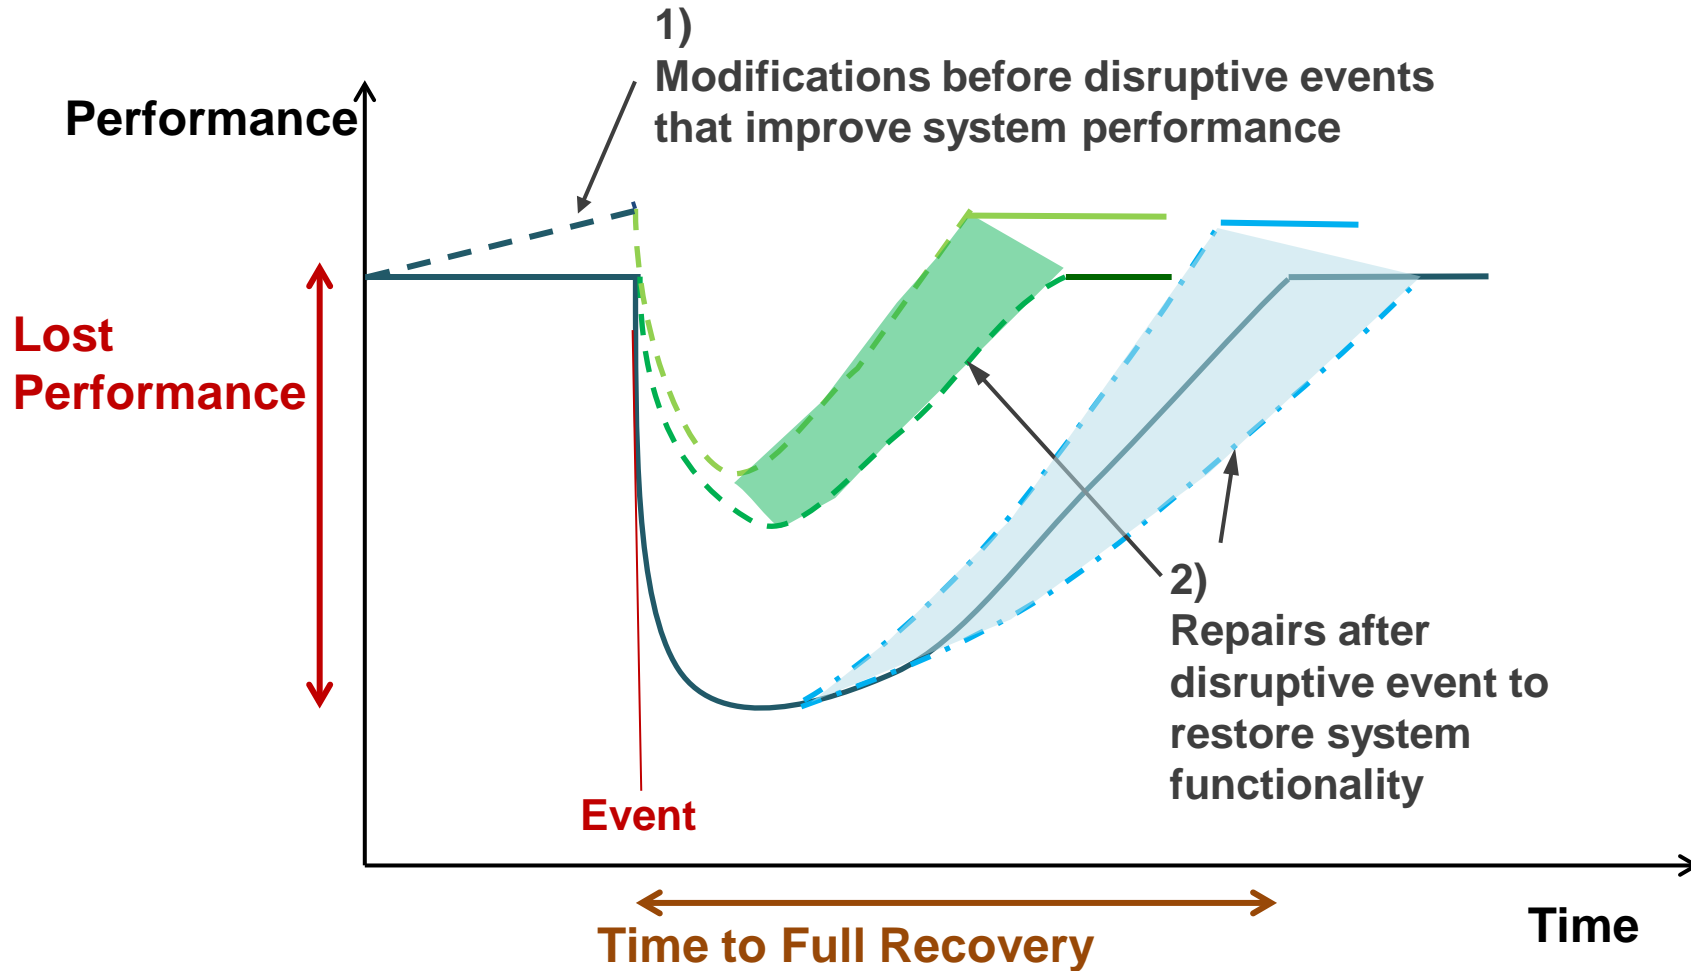 1)
Modifications before disruptive events
that improve system performance
Performance
Lost
Performance
2)
Repairs after
disruptive event to
restore system
functionality
Event
Time
Time to Full Recovery